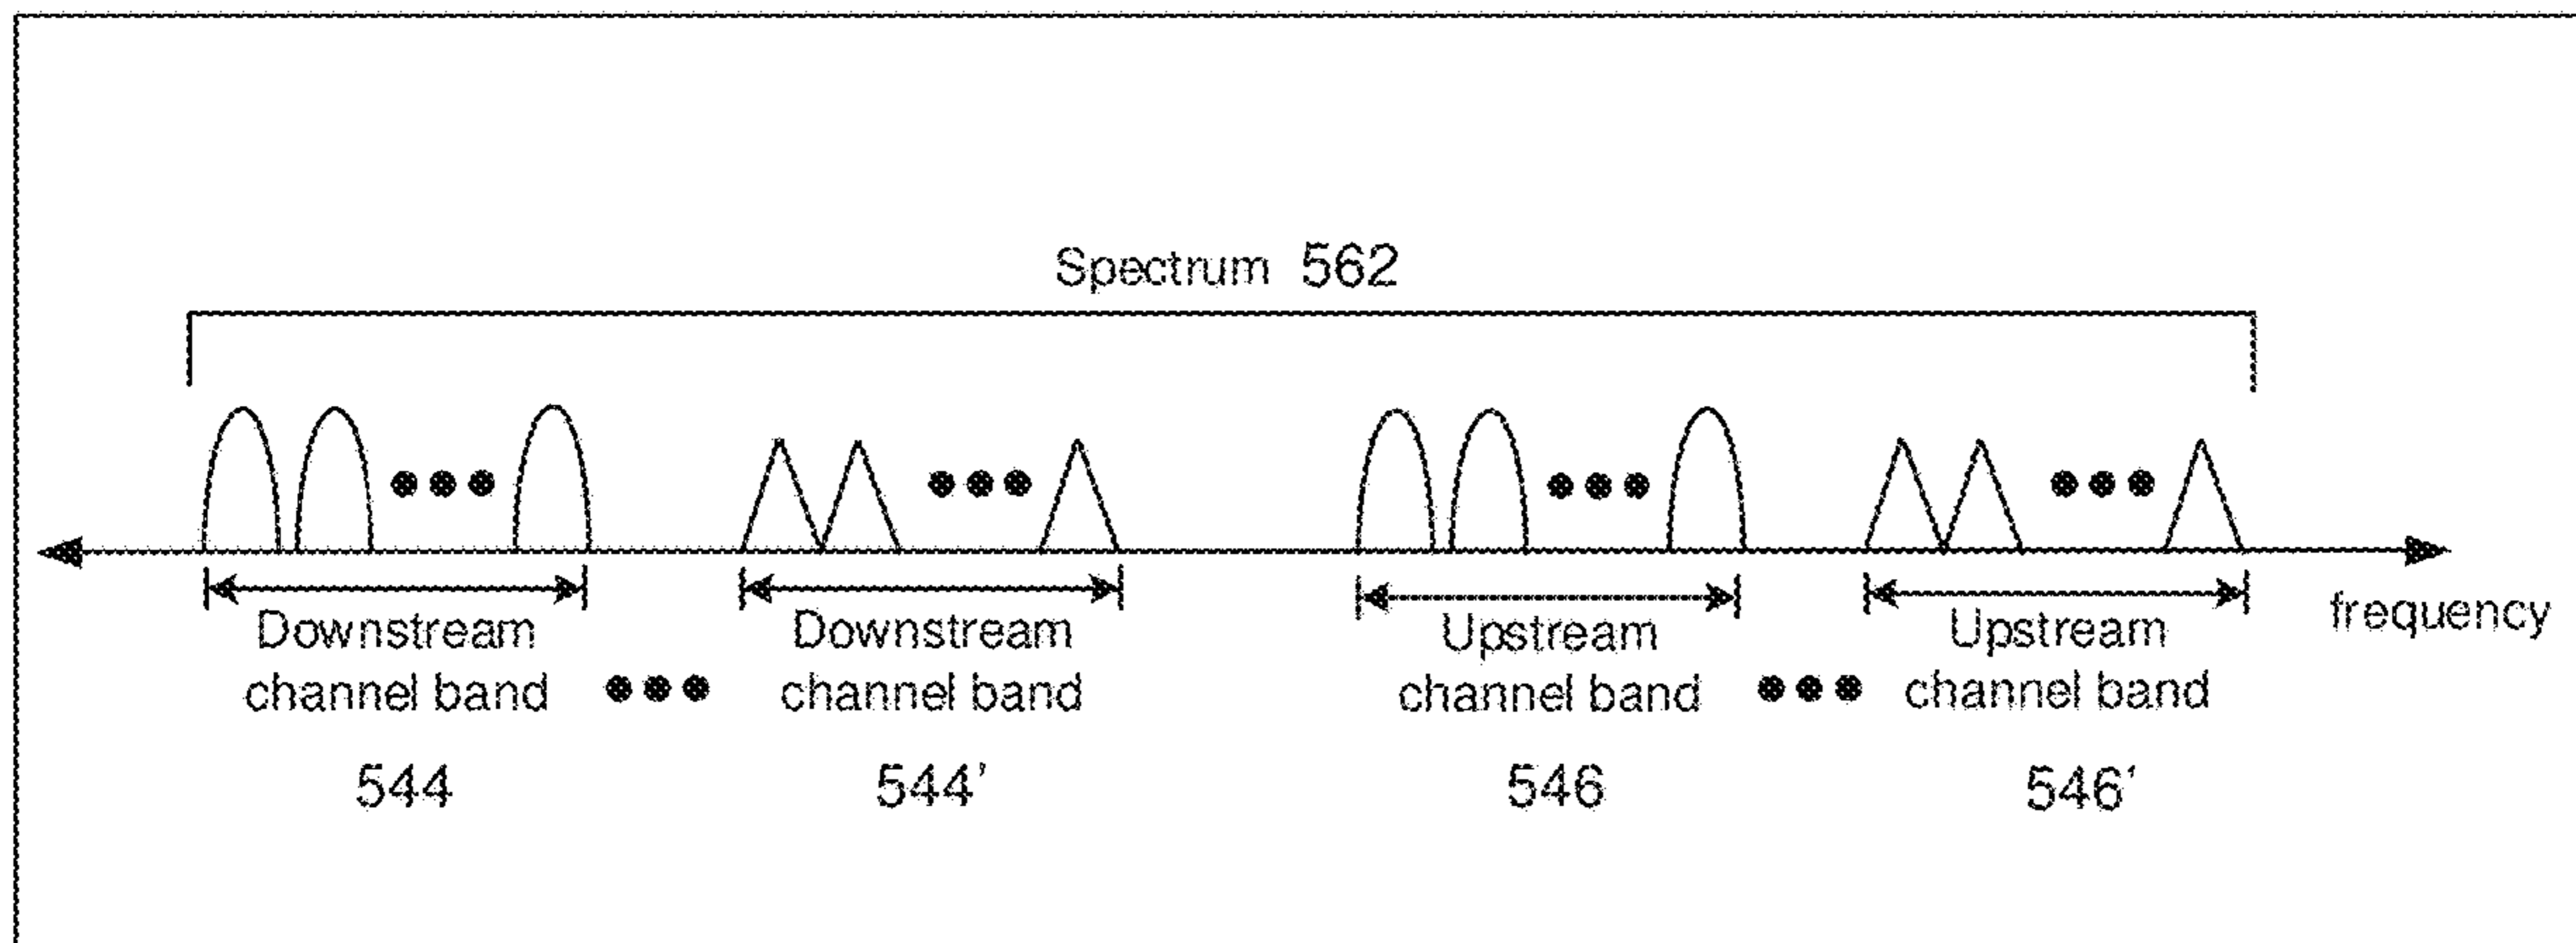 Spectrum 562
Downstream
channel band
544
Downstream
channel band
544'
Upstream
channel band
546
Upstream
channel band
546'
frequency